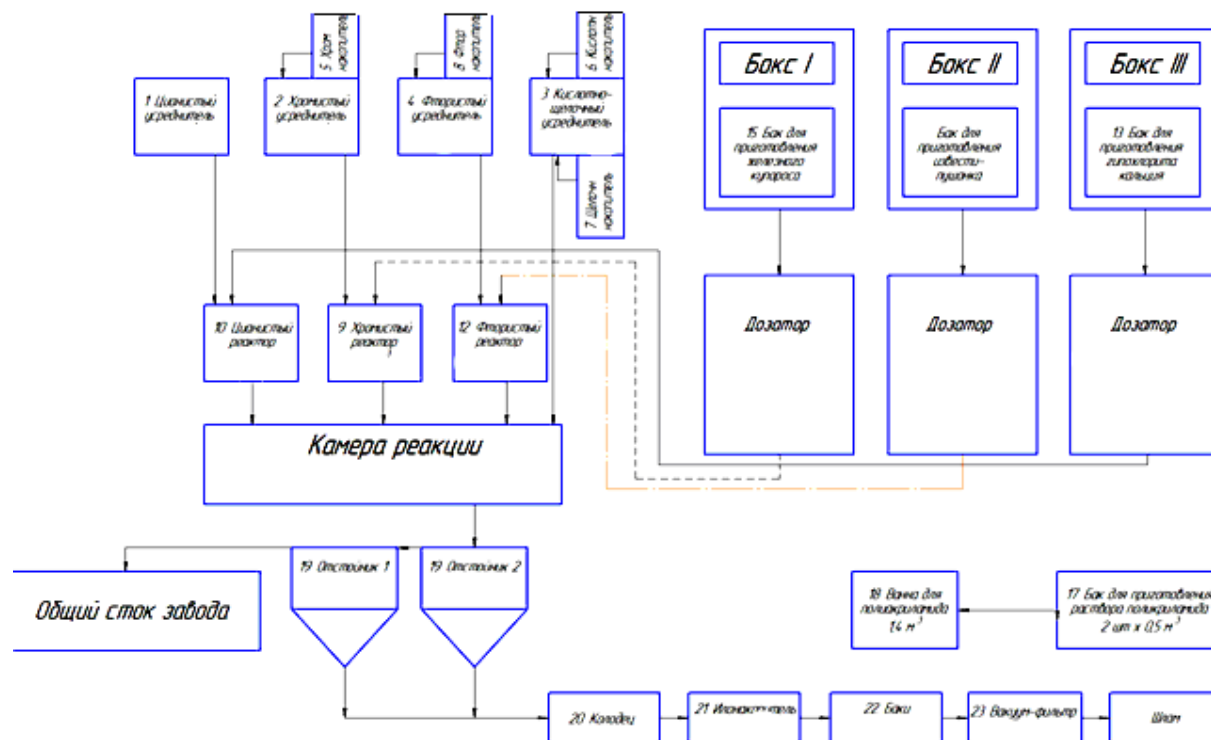 5 Хром
накопитель
8 Фтор
накопитель
6 Кислотн
накопитель
Бокс I
Бокс II
Бокс III
1 Цианистый
усреднитель
2 Хромистый
усреднитель
4 Фтористый
усреднитель
3 Кислотно-
щелочный
усреднитель
15 Бак для
приготовления
железного
купороса
Бак для
приготовления
извести-
пушонка
13 Бак для
приготовления
гипохлорита
кальция
7 Щелочн
накопитель
10 Цианистый
реактор
9 Хромистый
реактор
12 Фтористый
реактор
Дозатор
Дозатор
Дозатор
Камера реакции
19 Отстойник 1
19 Отстойник 2
Общий сток завода
18 Ванна для
полиакриламида
1,4 м³
17 Бак для приготовления
раствора поликриламида
2 шт х 0,5 м³
20 Колодец
21 Илонакопитель
22 Баки
23 Вакуум-фильтр
Шлам